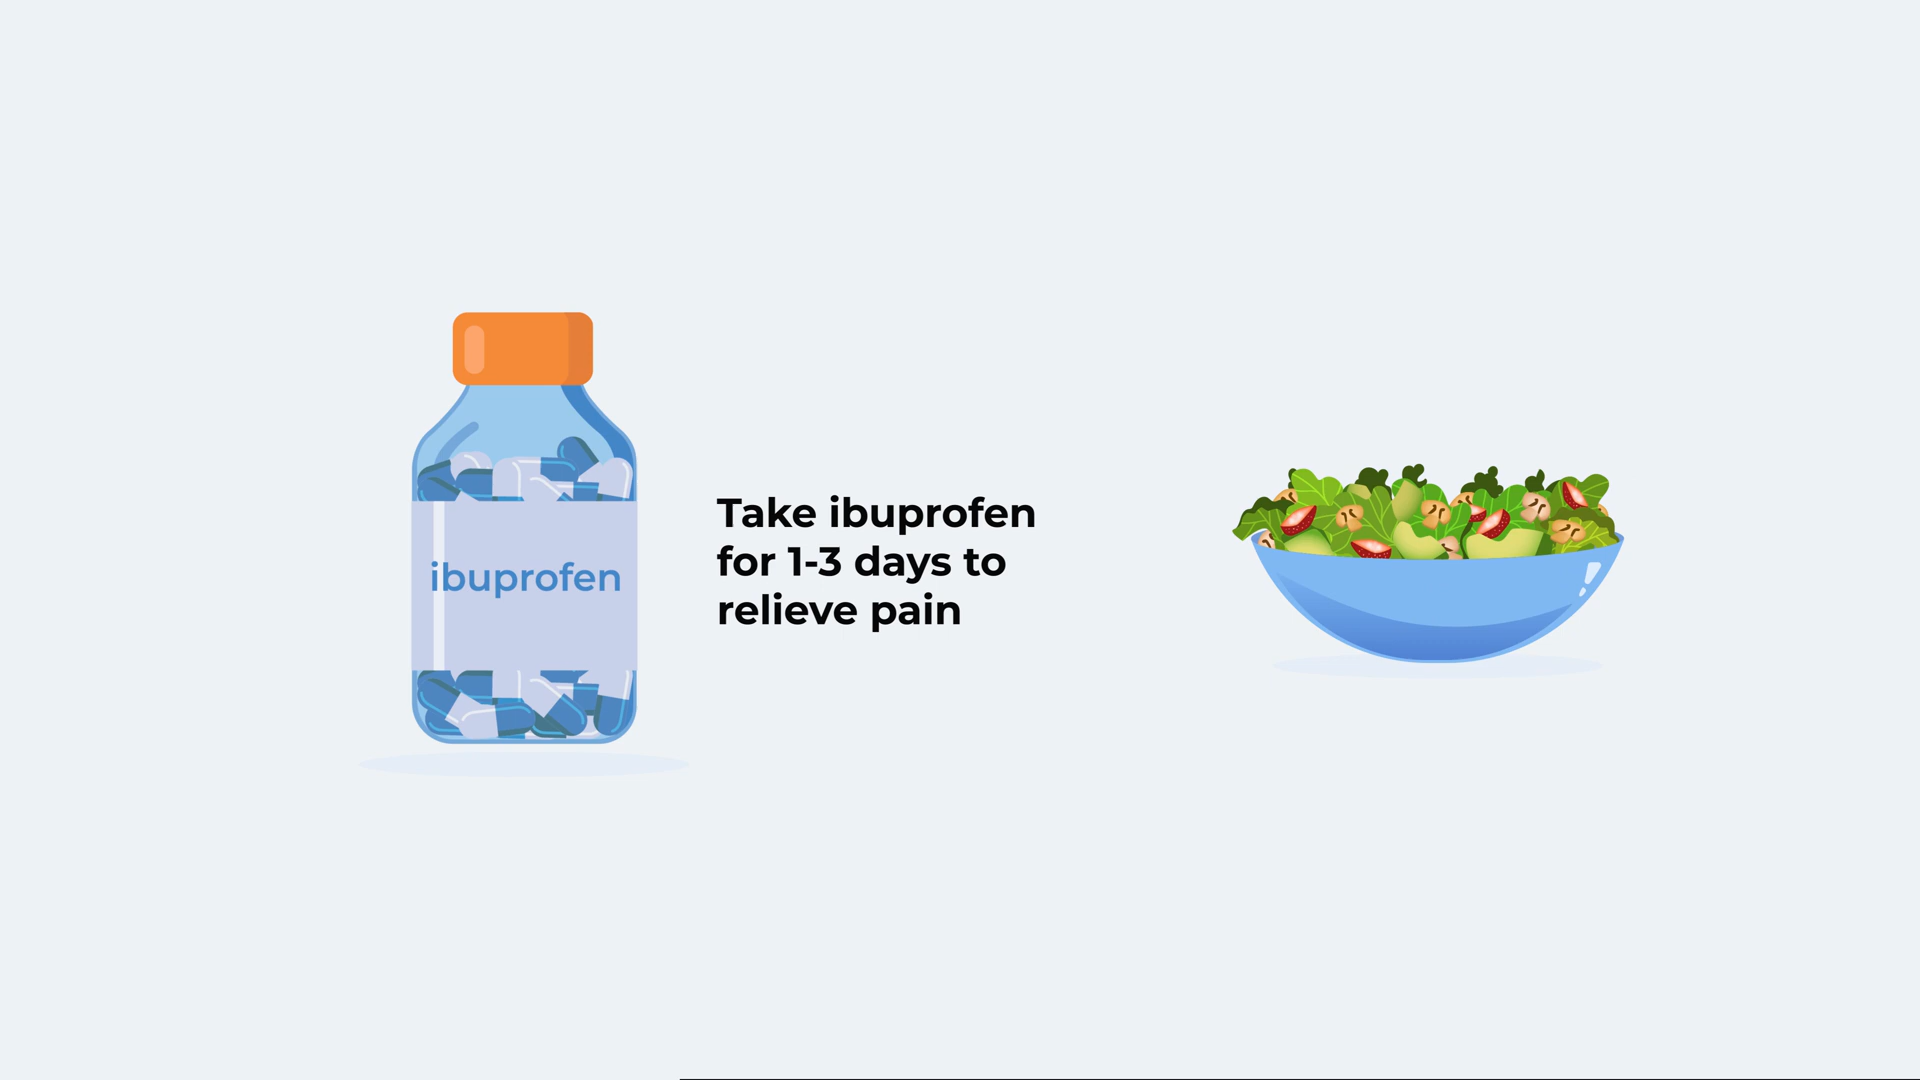 ibuprofen
Take ibuprofen
for 1-3 days to
relieve pain